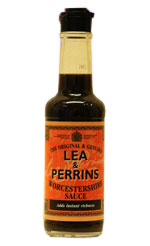 THE ORIGINAL & GENUINE
LEA
&
PERRINS
WORCESTERSHIRE
SAUCE
Adds instant richness